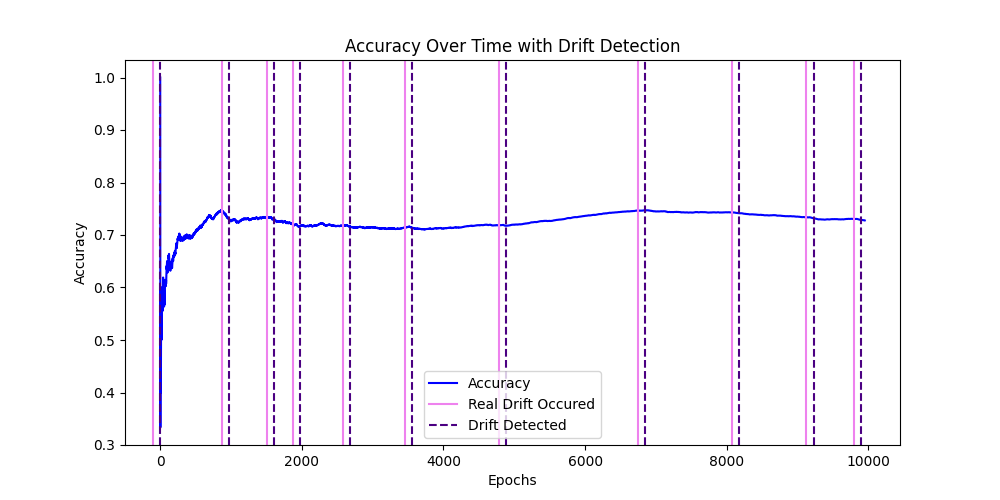 Accuracy Over Time with Drift Detection
1.0
0.9
0.8
0.7
0.6
0.5
0.4
0.3
Accuracy
Accuracy
Real Drift Occured
Drift Detected
0
2000
4000
6000
8000
10000
Epochs